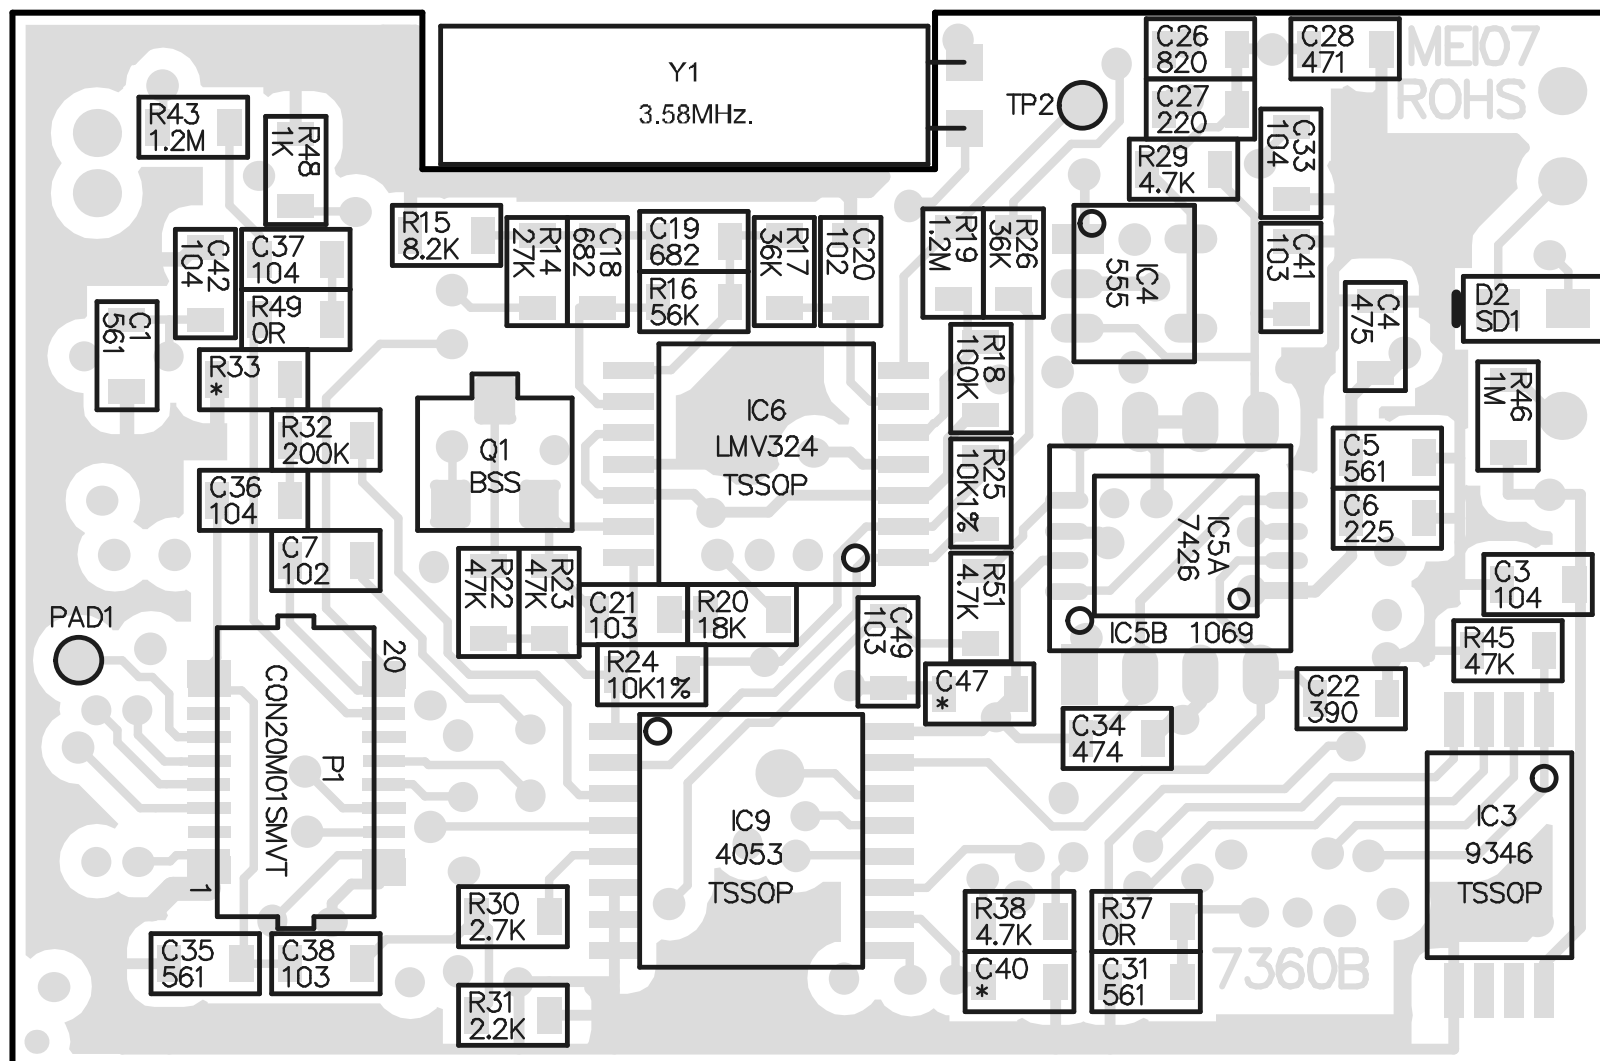 Y1
3.58MHz.
TP2
C26
820
C28
471
MEI07
ROHS
C27
220
R43
1.2M
R48
1K
R29
4.7K
C33
104
R15
8.2K
R14
27K
C18
682
C19
682
R16
56K
R17
36K
C20
102
R19
1.2M
R26
36K
IC4
555
C41
103
C42
104
C37
104
R49
0R
C1
561
C4
475
D2
SD1
R33
*
R32
200K
R18
100K
R46
1M
IC6
LMV324
TSSOP
Q1
BSS
C5
561
C6
225
C36
104
C7
102
R25
10K1%
IC5A
7426
IC5B 1069
R22
47K
R23
47K
C21
103
R20
18K
R51
4.7K
C3
104
PAD1
R24
10K1%
C49
103
C47
*
R45
47K
C22
390
20
CON20M01SMVT
P1
1
C34
474
IC9
4053
TSSOP
IC3
9346
TSSOP
R30
2.7K
R38
4.7K
R37
0R
C35
561
C38
103
C40
*
C31
561
7360B
R31
2.2K